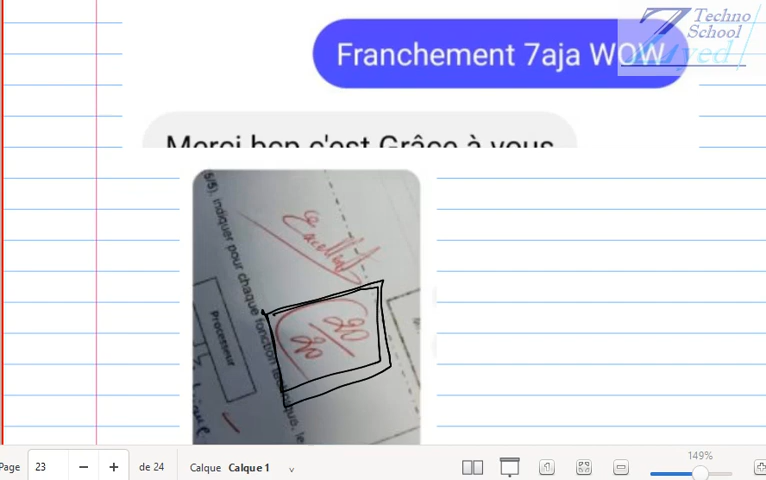 Techno
School
Zyed
Franchement 7aja WOW
Merci bcp c'est Grâce à vous
Excellent
5/5). Indiquer pour chaque fonction
20
20
Processeur
Page 23 de 24 Calque Calque 1 149%